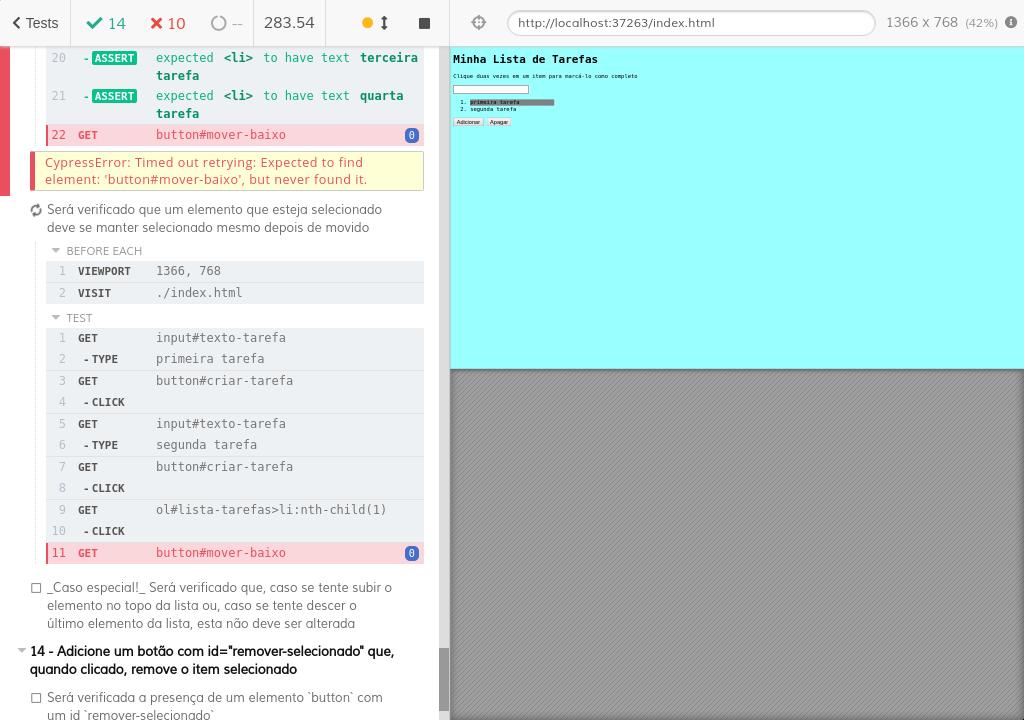 Tests 14 10 -- 283.54 http://localhost:37263/index.html 1366 x 768 (42%)
20 - ASSERT expected <li> to have text terceira
tarefa
21 - ASSERT expected <li> to have text quarta
tarefa
22 GET button#mover-baixo 0
CypressError: Timed out retrying: Expected to find
element: 'button#mover-baixo', but never found it.
Será verificado que um elemento que esteja selecionado
deve se manter selecionado mesmo depois de movido
BEFORE EACH
1 VIEWPORT 1366, 768
2 VISIT ./index.html
TEST
1 GET input#texto-tarefa
2 - TYPE primeira tarefa
3 GET button#criar-tarefa
4 - CLICK
5 GET input#texto-tarefa
6 - TYPE segunda tarefa
7 GET button#criar-tarefa
8 - CLICK
9 GET ol#lista-tarefas>li:nth-child(1)
10 - CLICK
11 GET button#mover-baixo 0
_Caso especial!_ Será verificado que, caso se tente subir o
elemento no topo da lista ou, caso se tente descer o
último elemento da lista, esta não deve ser alterada
14 - Adicione um botão com id="remover-selecionado" que,
quando clicado, remove o item selecionado
Será verificada a presença de um elemento `button` com
um id `remover-selecionado`
Minha Lista de Tarefas
Clique duas vezes em um item para marcá-lo como completo
1. primeira tarefa
2. segunda tarefa
Adicionar Apagar